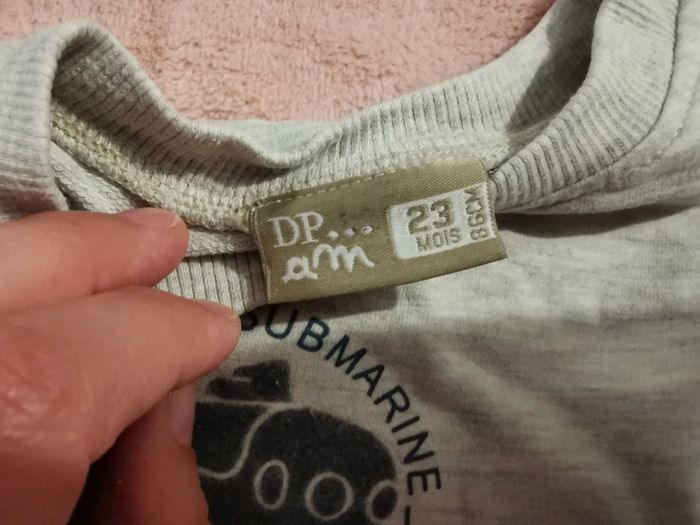 DP...
am
23
MOIS
86CM
SUBMARINE